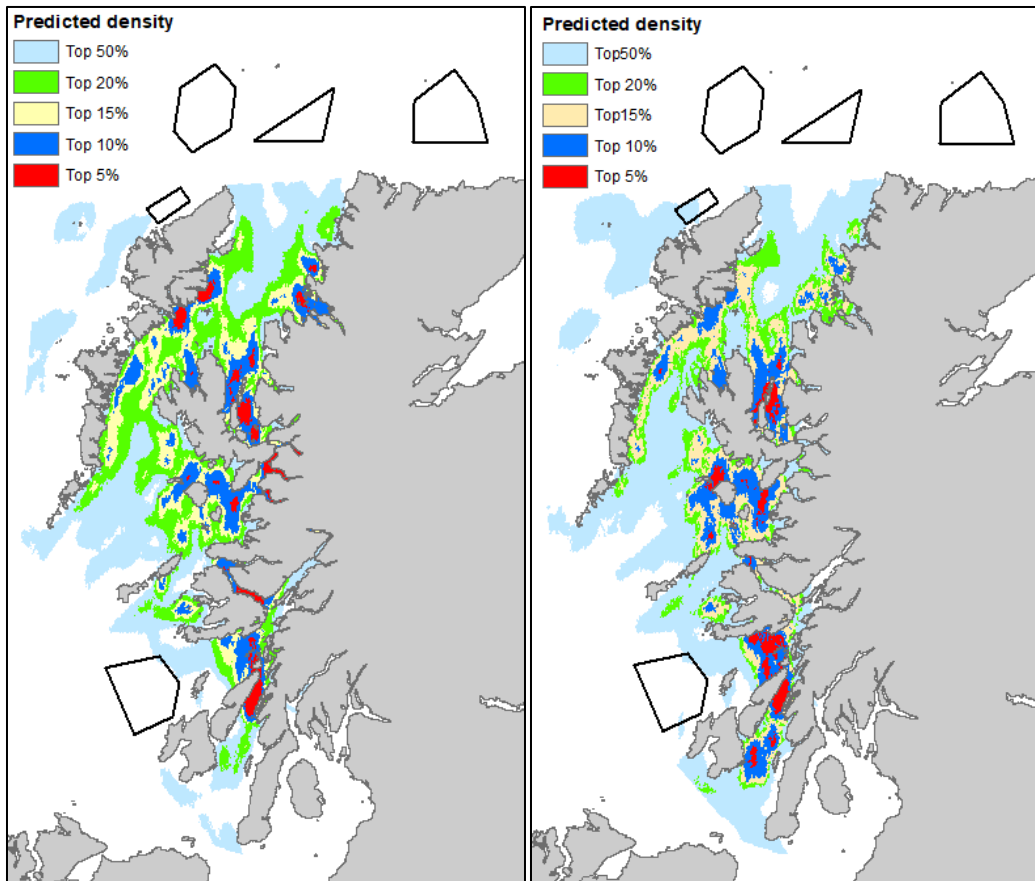 Predicted density
Top 50%
Top 20%
Top 15%
Top 10%
Top 5%
Predicted density
Top50%
Top 20%
Top15%
Top 10%
Top 5%